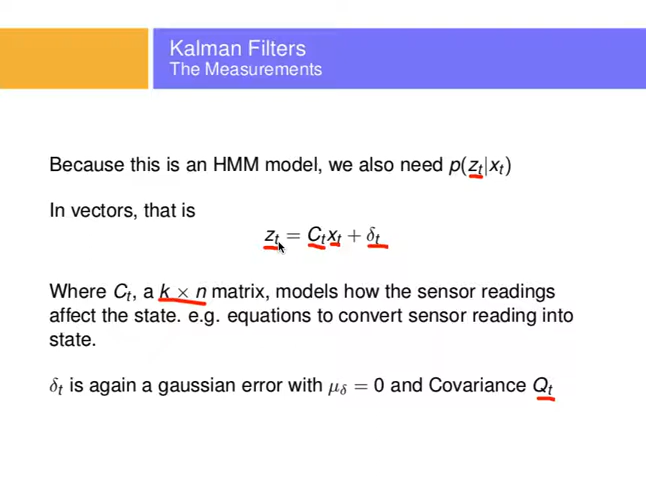 Kalman Filters
The Measurements
Because this is an HMM model, we also need p(z_t|x_t)
In vectors, that is
z_t = C_t x_t + δ_t
Where C_t, a k × n matrix, models how the sensor readings
affect the state. e.g. equations to convert sensor reading into
state.
δ_t is again a gaussian error with μ_δ = 0 and Covariance Q_t